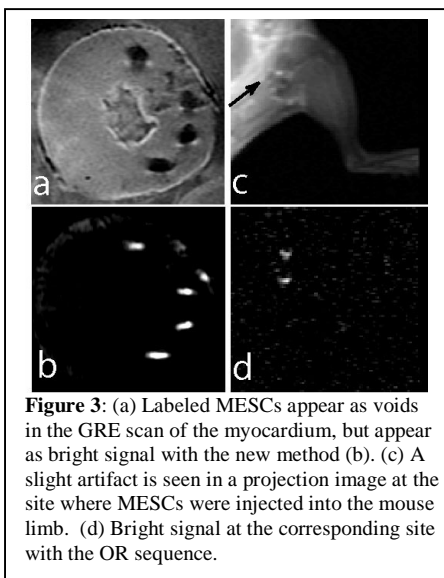 a
c
b
d
Figure 3: (a) Labeled MESCs appear as voids
in the GRE scan of the myocardium, but appear
as bright signal with the new method (b). (c) A
slight artifact is seen in a projection image at the
site where MESCs were injected into the mouse
limb. (d) Bright signal at the corresponding site
with the OR sequence.